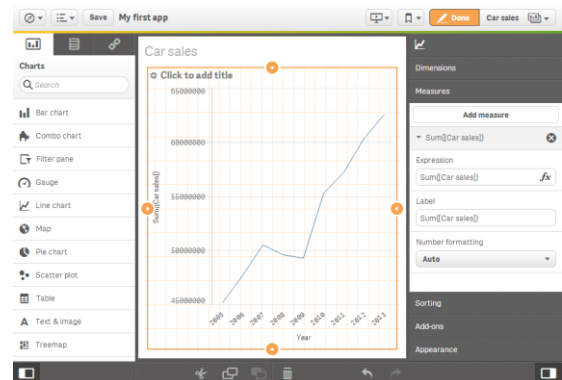 Save My first app
Done
Car sales
Charts
Search
Bar chart
Combo chart
Filter pane
Gauge
Line chart
Map
Pie chart
Scatter plot
Table
Text & image
Treemap
Car sales
Click to add title
65000000
60000000
55000000
50000000
45000000
Sum([Car sales])
2005 2006 2007 2008 2009 2010 2011 2012 2013
Year
Dimensions
Measures
Add measure
Sum([Car sales])
Expression
Sum([Car sales])
fx
Label
Sum([Car sales])
Number formatting
Auto
Sorting
Add-ons
Appearance